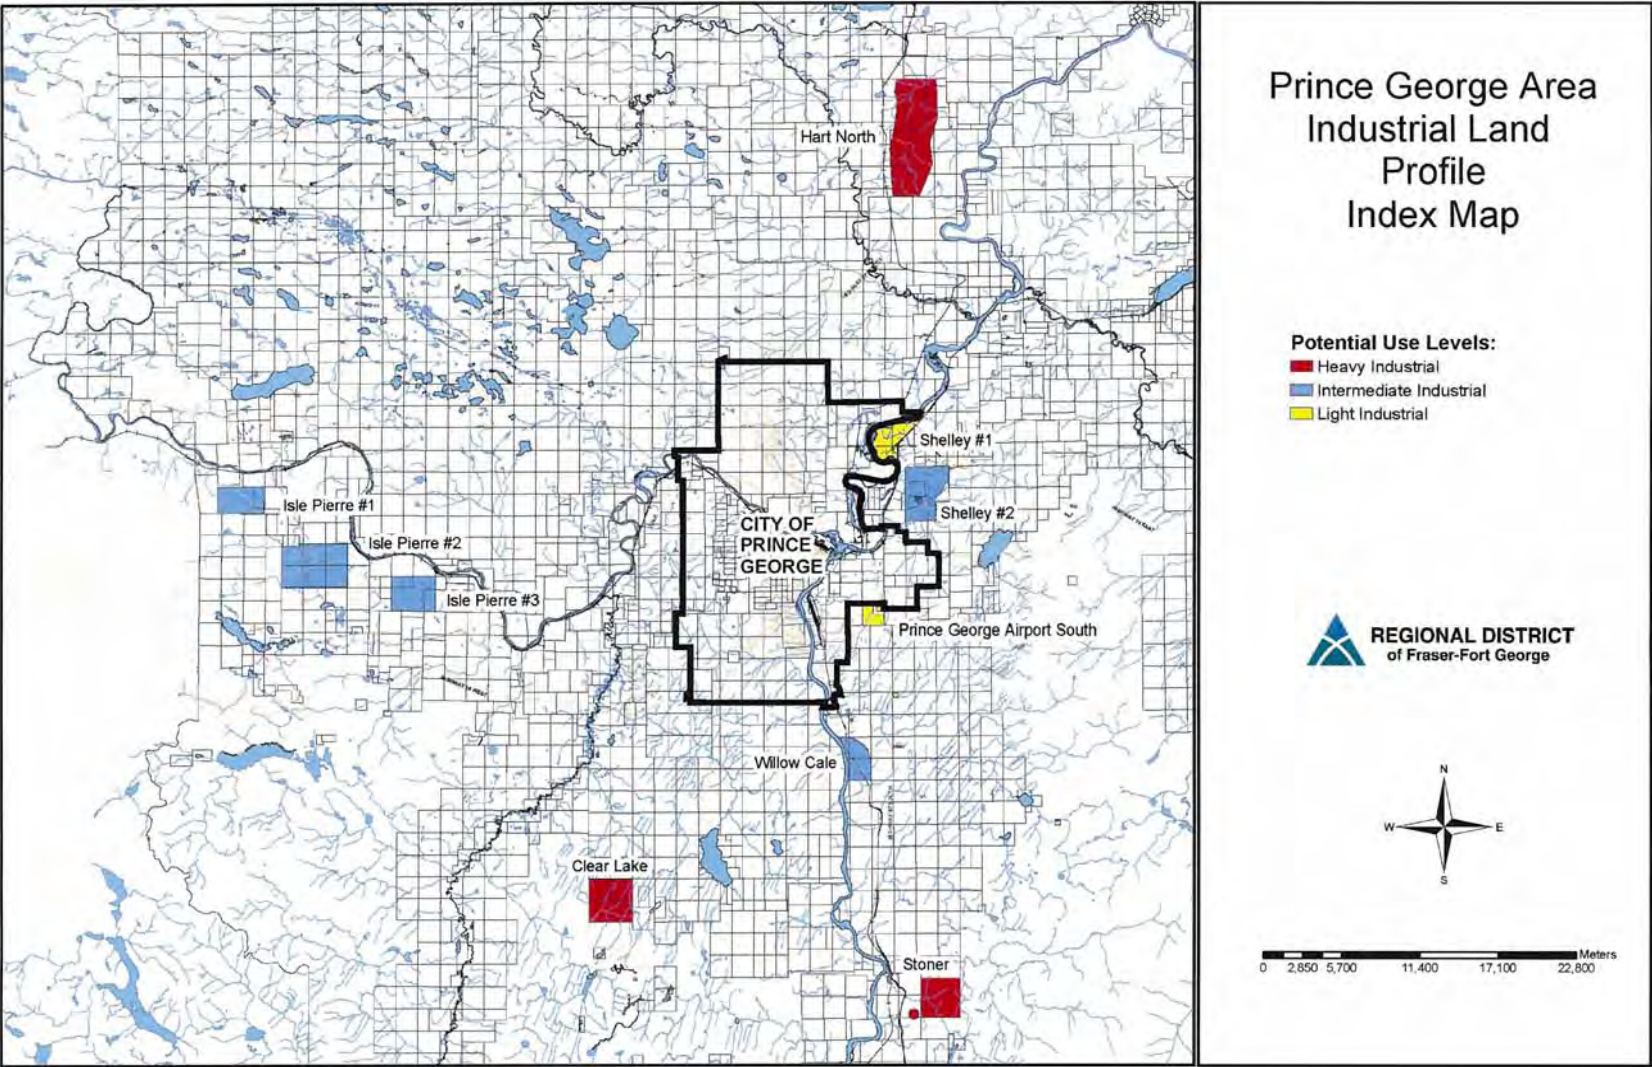 Prince George Area
Industrial Land
Profile
Index Map
Potential Use Levels:
Heavy Industrial
Intermediate Industrial
Light Industrial
REGIONAL DISTRICT
of Fraser-Fort George
N
W
E
S
0 2,850 5,700 11,400 17,100 22,800
Meters
Hart North
Shelley #1
Shelley #2
CITY OF
PRINCE
GEORGE
Isle Pierre #1
Isle Pierre #2
Isle Pierre #3
Prince George Airport South
Willow Cale
Clear Lake
Stoner